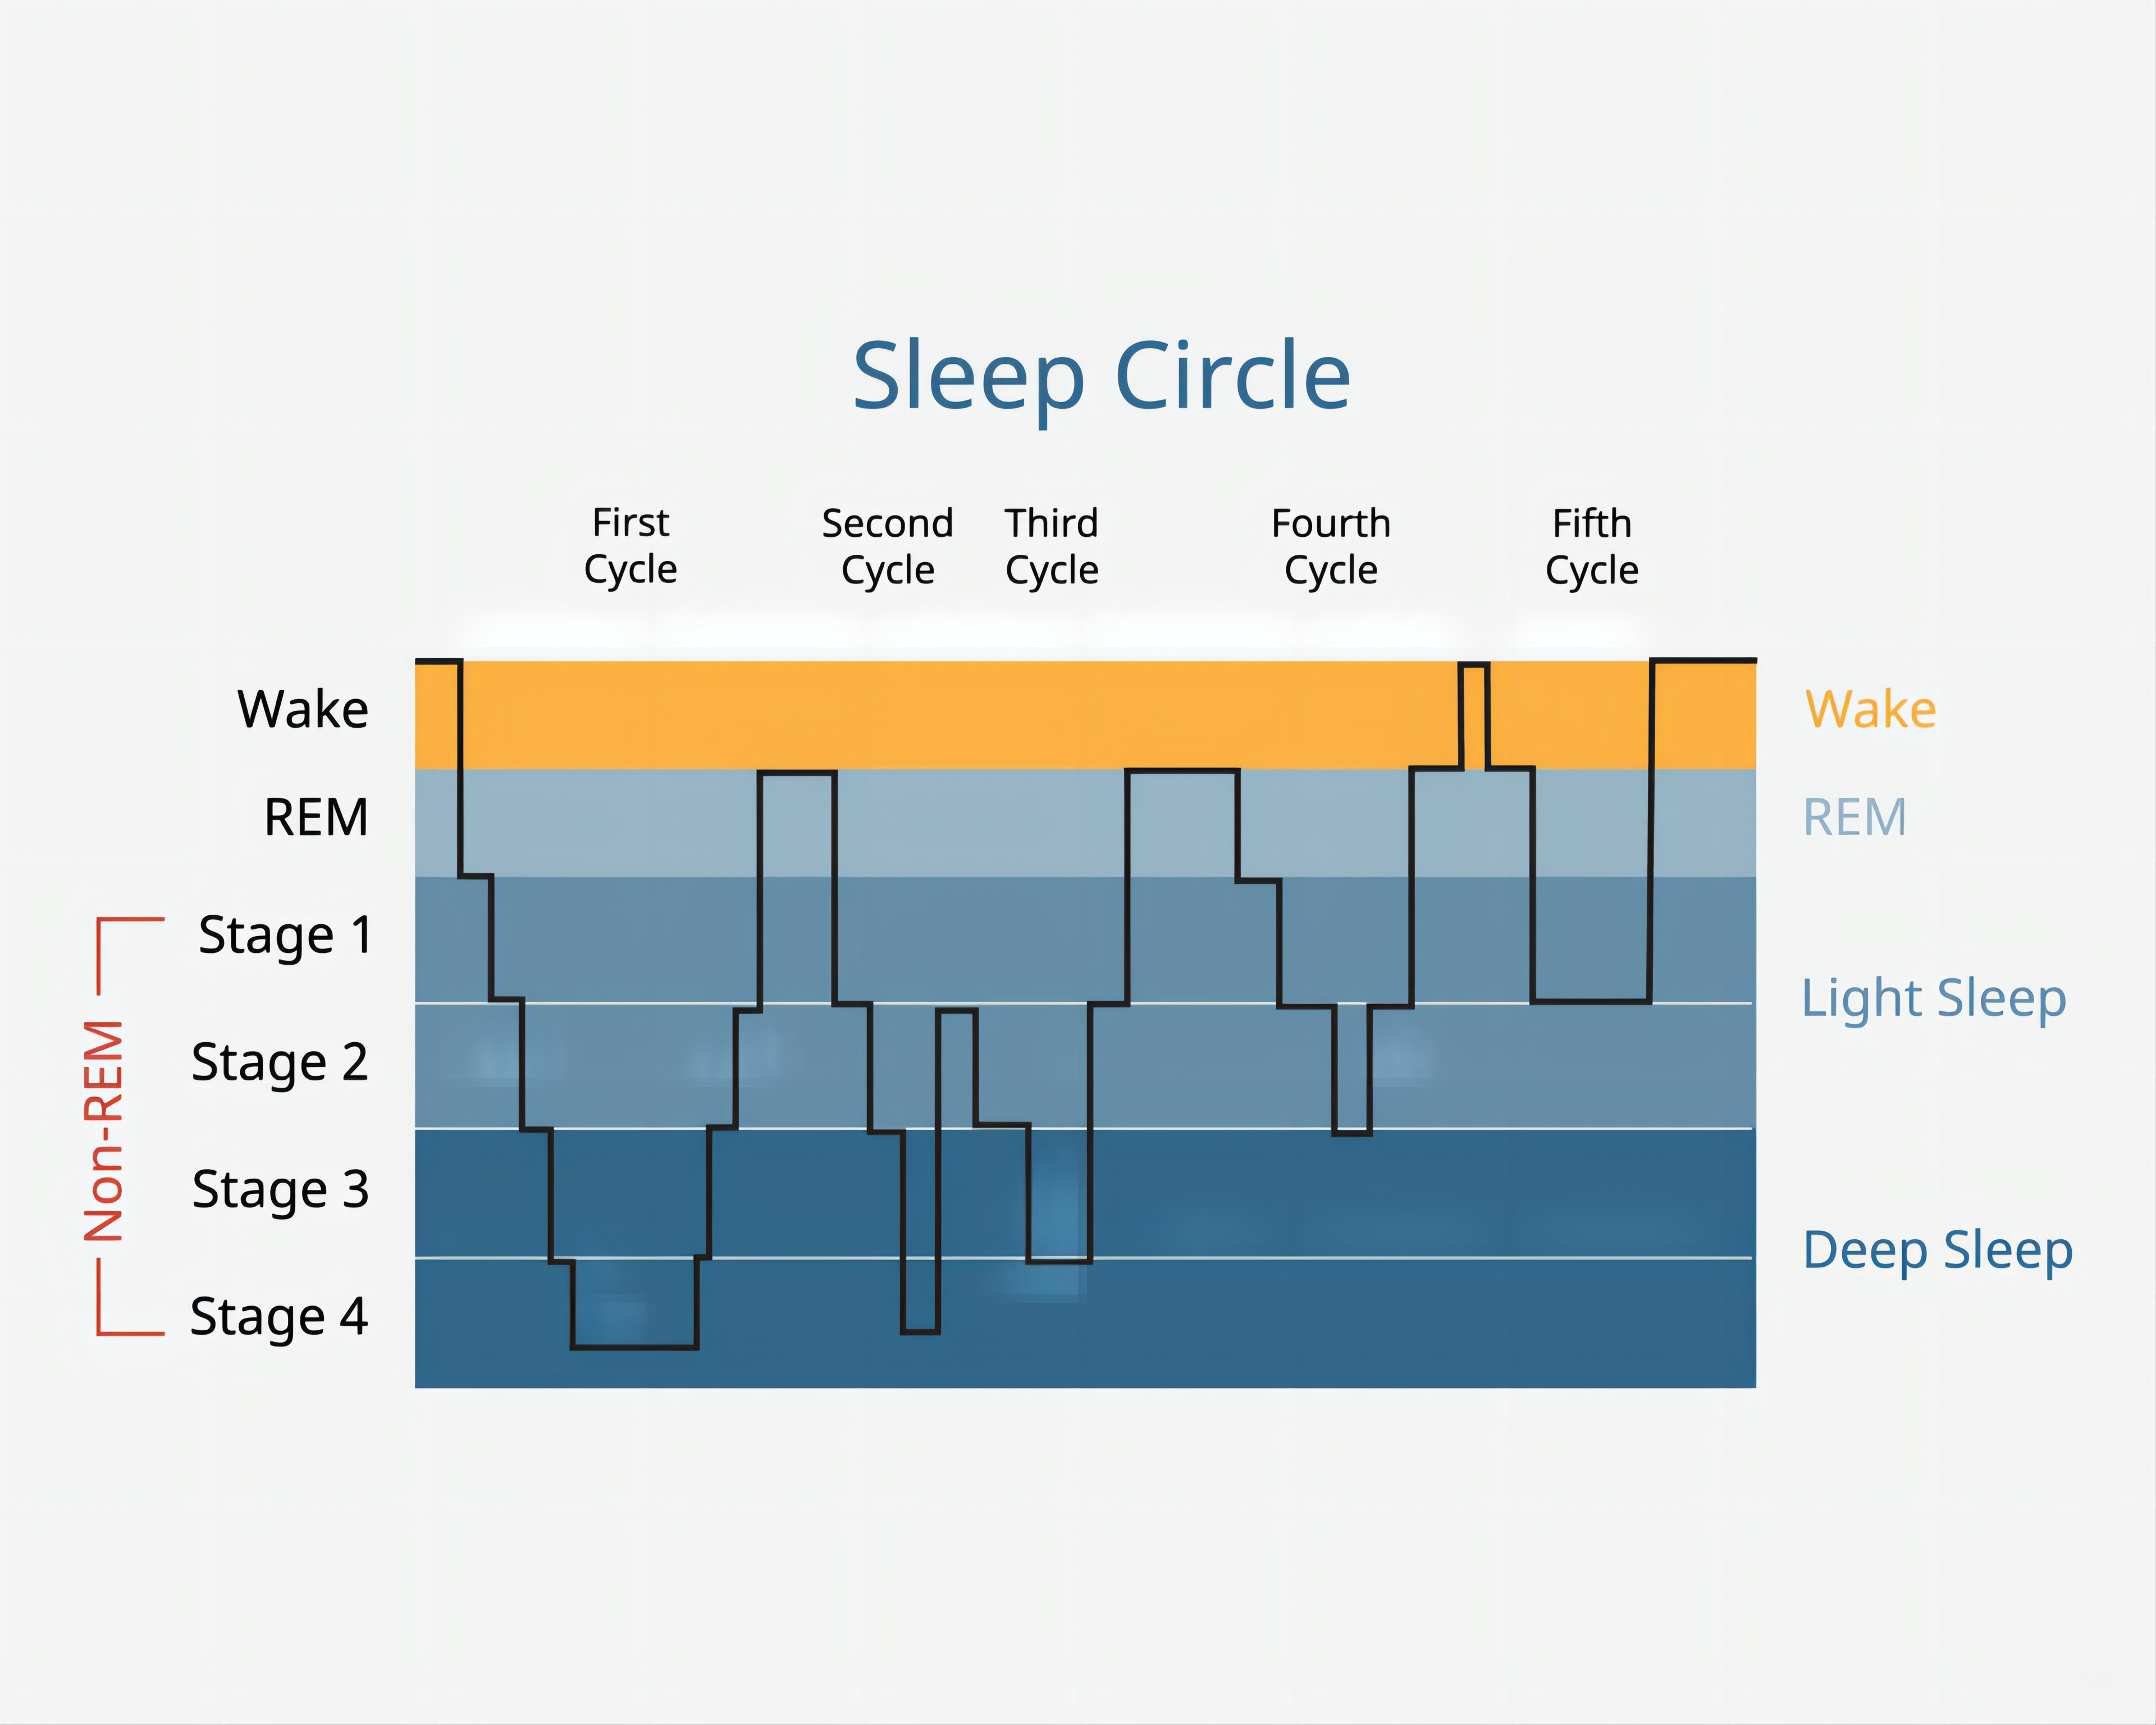 Sleep Circle
First
Cycle
Second
Cycle
Third
Cycle
Fourth
Cycle
Fifth
Cycle
Wake
REM
Stage 1
Stage 2
Stage 3
Stage 4
Non-REM
Wake
REM
Light Sleep
Deep Sleep